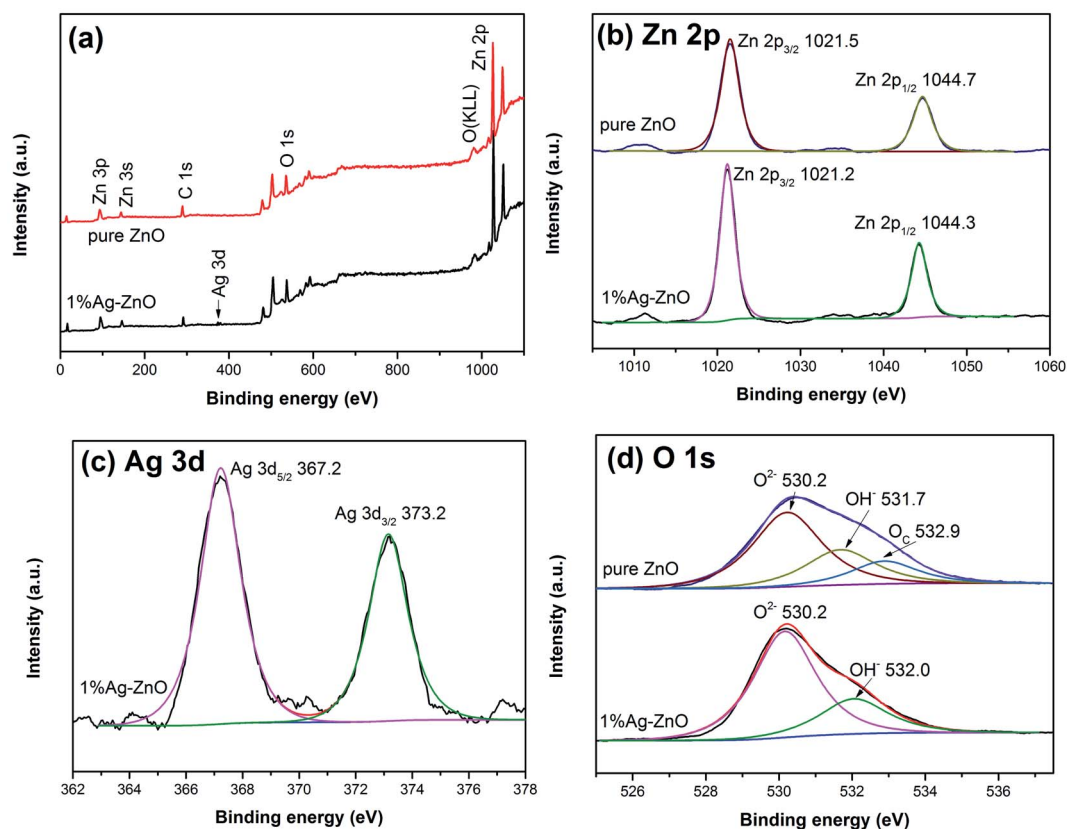 (a)
Intensity (a.u.)
Zn 3p
Zn 3s
C 1s
O 1s
O(KLL)
Zn 2p
pure ZnO
Ag 3d
1%Ag-ZnO
0 200 400 600 800 1000
Binding energy (eV)
(b) Zn 2p
Intensity (a.u.)
Zn 2p3/2 1021.5
Zn 2p1/2 1044.7
pure ZnO
Zn 2p3/2 1021.2
Zn 2p1/2 1044.3
1%Ag-ZnO
1010 1020 1030 1040 1050 1060
Binding energy (eV)
(c) Ag 3d
Intensity (a.u.)
Ag 3d5/2 367.2
Ag 3d3/2 373.2
1%Ag-ZnO
362 364 366 368 370 372 374 376 378
Binding energy (eV)
(d) O 1s
Intensity (a.u.)
O2- 530.2
OH- 531.7
OC 532.9
pure ZnO
O2- 530.2
OH- 532.0
1%Ag-ZnO
526 528 530 532 534 536
Binding energy (eV)